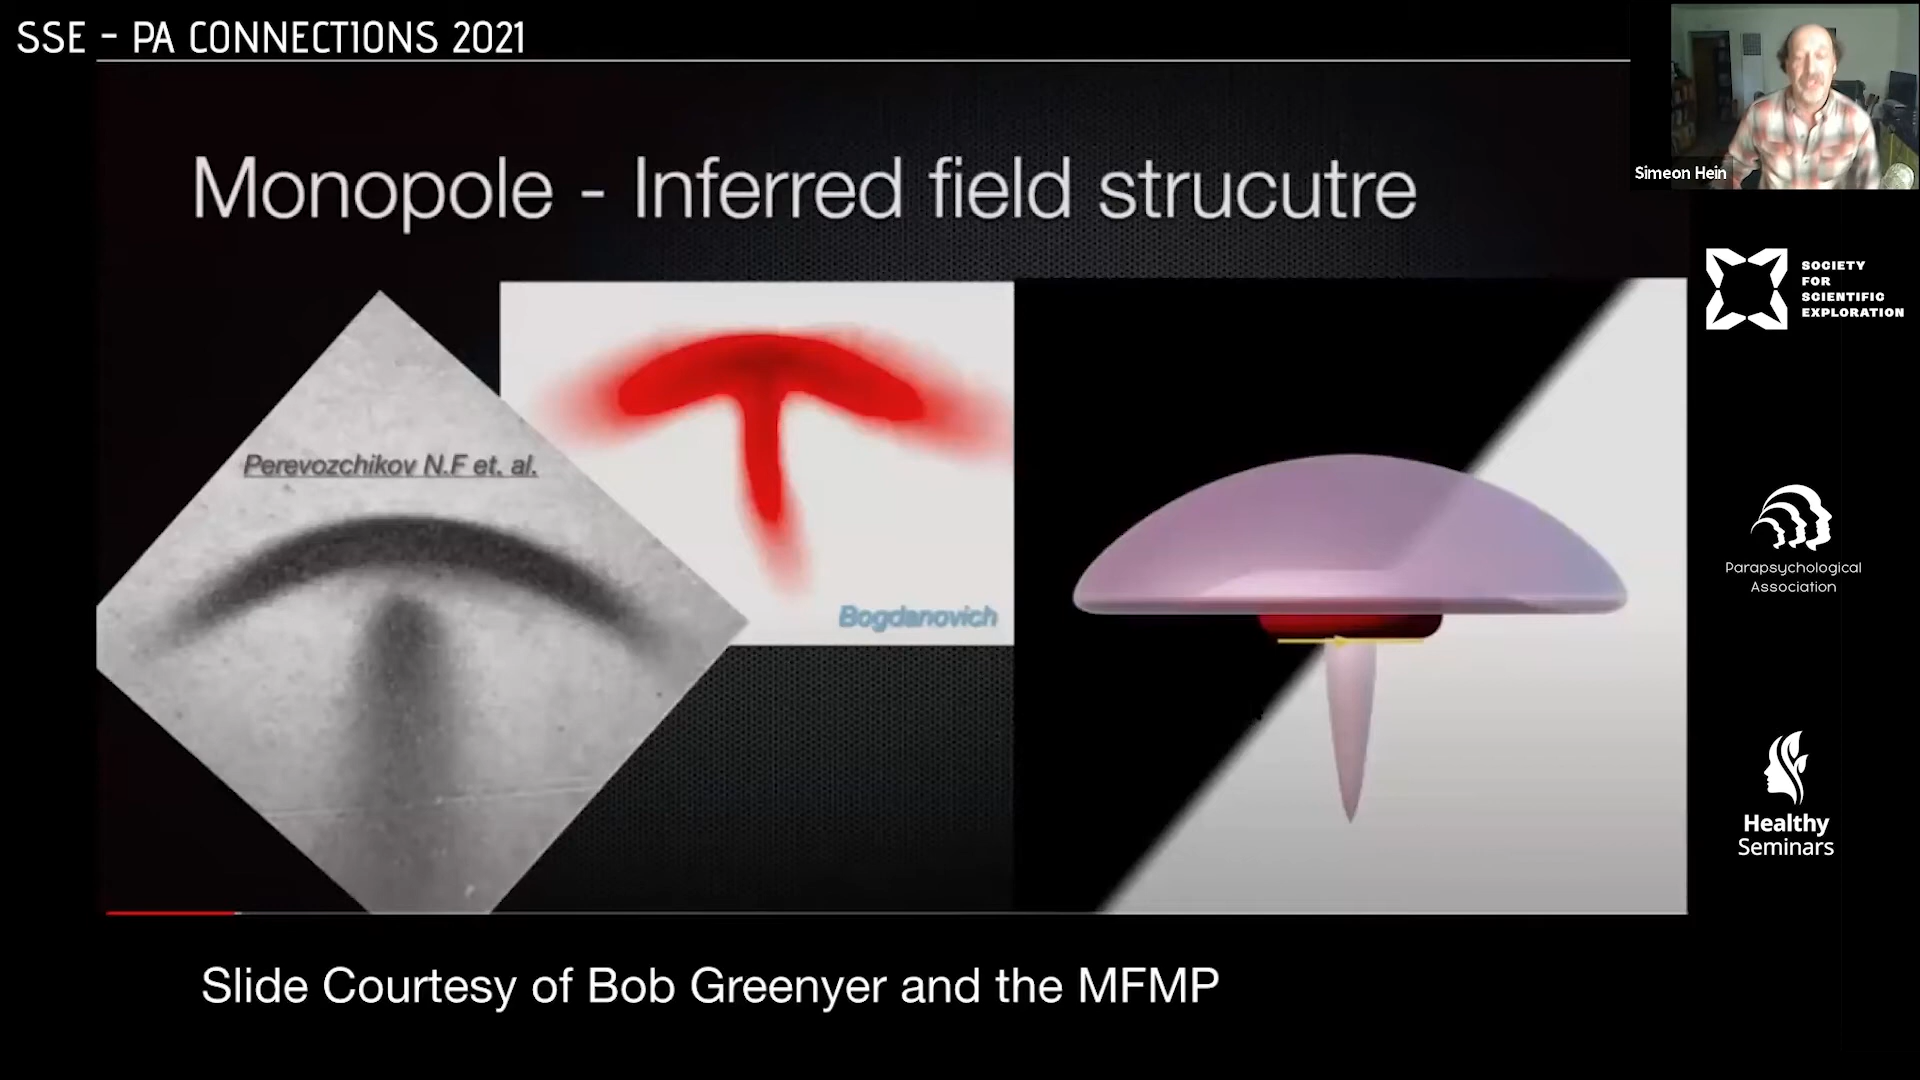 SSE - PA CONNECTIONS 2021
Simeon Hein
Monopole - Inferred field strucutre
Perevozchikov N.F et. al.
Bogdanovich
SOCIETY
FOR
SCIENTIFIC
EXPLORATION
Parapsychological
Association
Healthy
Seminars
Slide Courtesy of Bob Greenyer and the MFMP